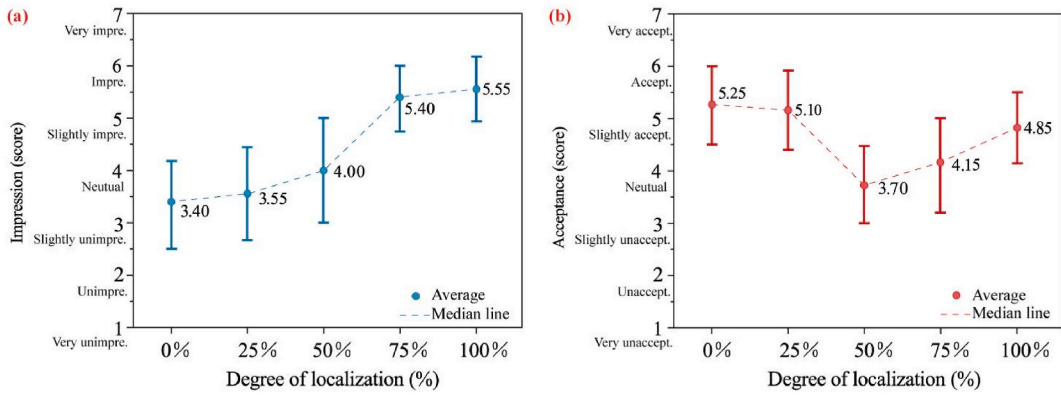 (a)
7
Very impre.
6
Impre.
5
Slightly impre.
4
Neutual
3
Slightly unimpre.
2
Unimpre.
1
Very unimpre.
Impression (score)
3.40
3.55
4.00
5.40
5.55
Average
Median line
0% 25% 50% 75% 100%
Degree of localization (%)
(b)
7
Very accept.
6
Accept.
5
Slightly accept.
4
Neutual
3
Slightly unaccept.
2
Unaccept.
1
Very unaccept.
Acceptance (score)
5.25
5.10
3.70
4.15
4.85
Average
Median line
0% 25% 50% 75% 100%
Degree of localization (%)